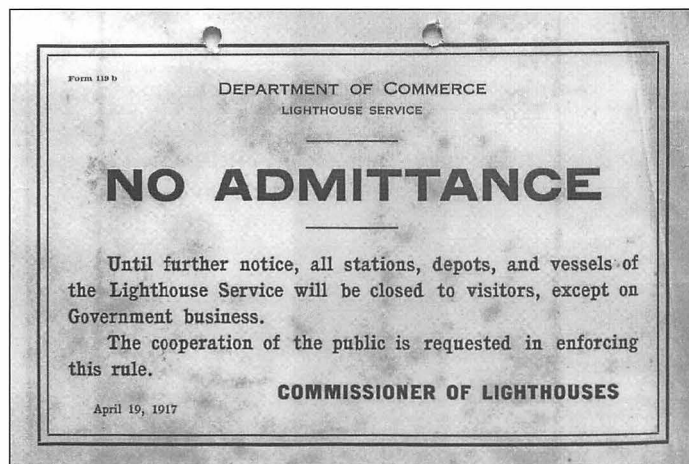 Form 119 b
DEPARTMENT OF COMMERCE
LIGHTHOUSE SERVICE
NO ADMITTANCE
Until further notice, all stations, depots, and vessels of
the Lighthouse Service will be closed to visitors, except on
Government business.
The cooperation of the public is requested in enforcing
this rule.
COMMISSIONER OF LIGHTHOUSES
April 19, 1917